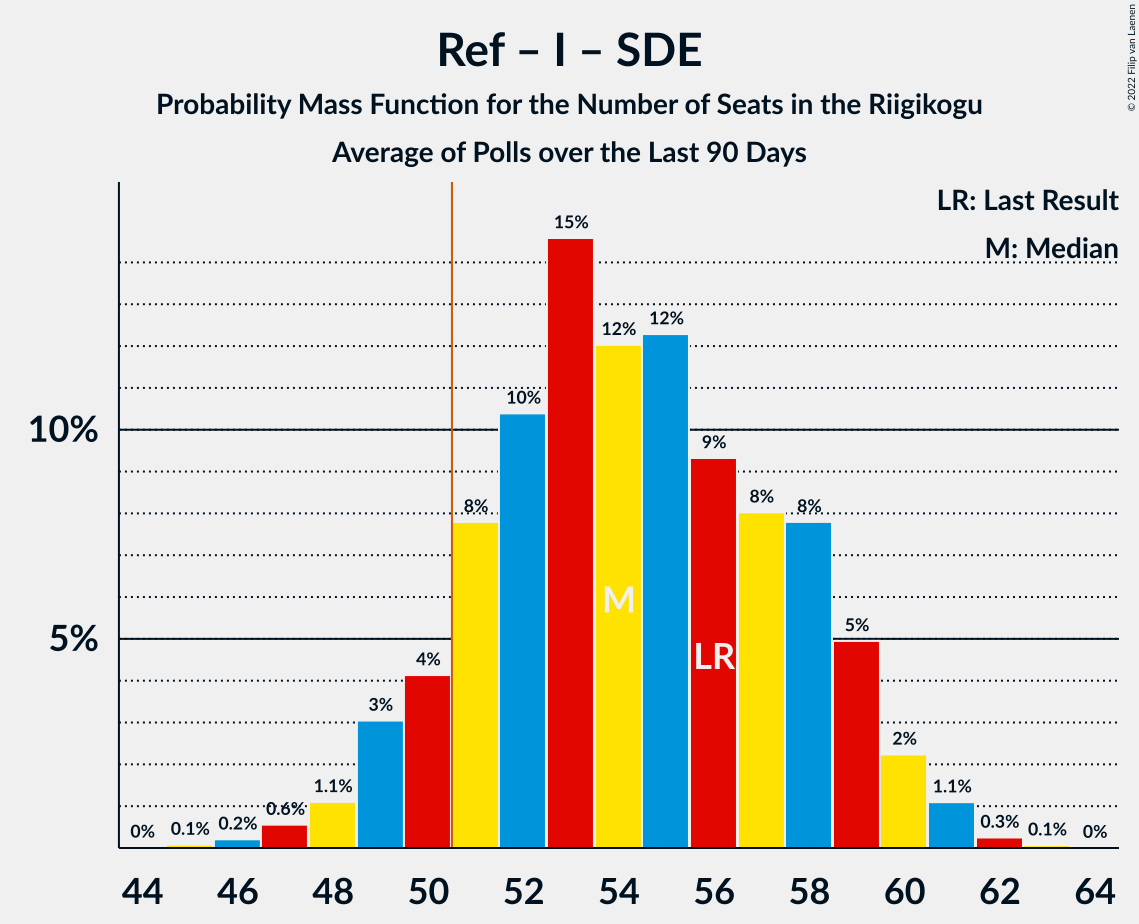 Ref – I – SDE
Probability Mass Function for the Number of Seats in the Riigikogu
Average of Polls over the Last 90 Days
© 2022 Filip van Laenen
LR: Last Result
M: Median
15%
12%
12%
10%
10%
9%
8%
8%
8%
M
LR
5%
5%
4%
3%
2%
1.1%
1.1%
0.6%
0.3%
0.2%
0.1%
0.1%
0%
0%
44 46 48 50 52 54 56 58 60 62 64